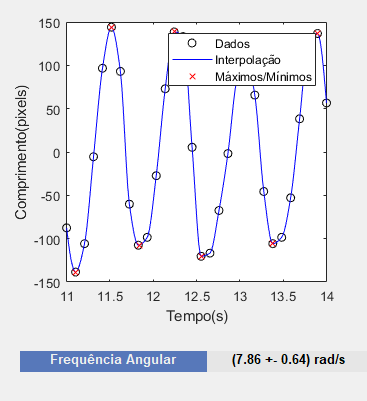 150
100
50
0
-50
-100
-150
Comprimento(pixels)
Dados
Interpolação
Máximos/Mínimos
11 11.5 12 12.5 13 13.5 14
Tempo(s)
Frequência Angular (7.86 +- 0.64) rad/s